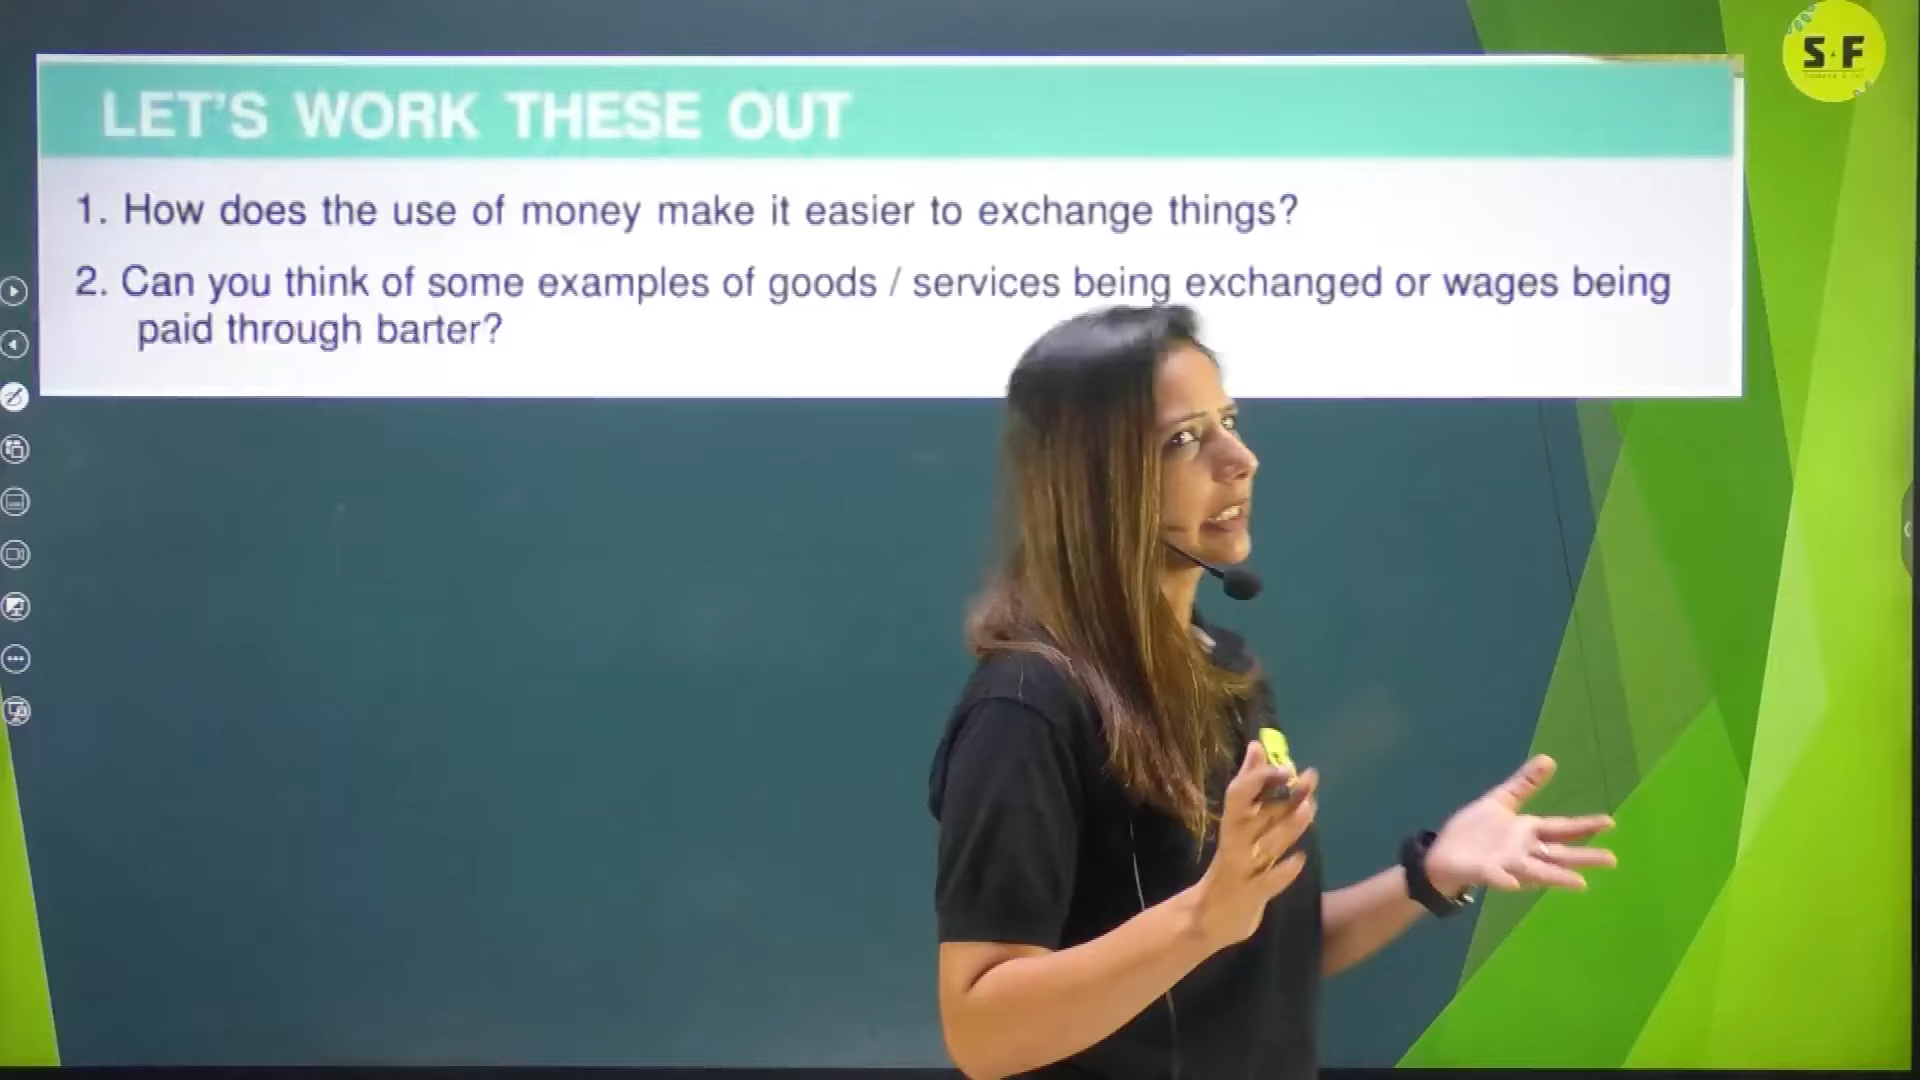 S.F
LET'S WORK THESE OUT
1. How does the use of money make it easier to exchange things?
2. Can you think of some examples of goods / services being exchanged or wages being
paid through barter?